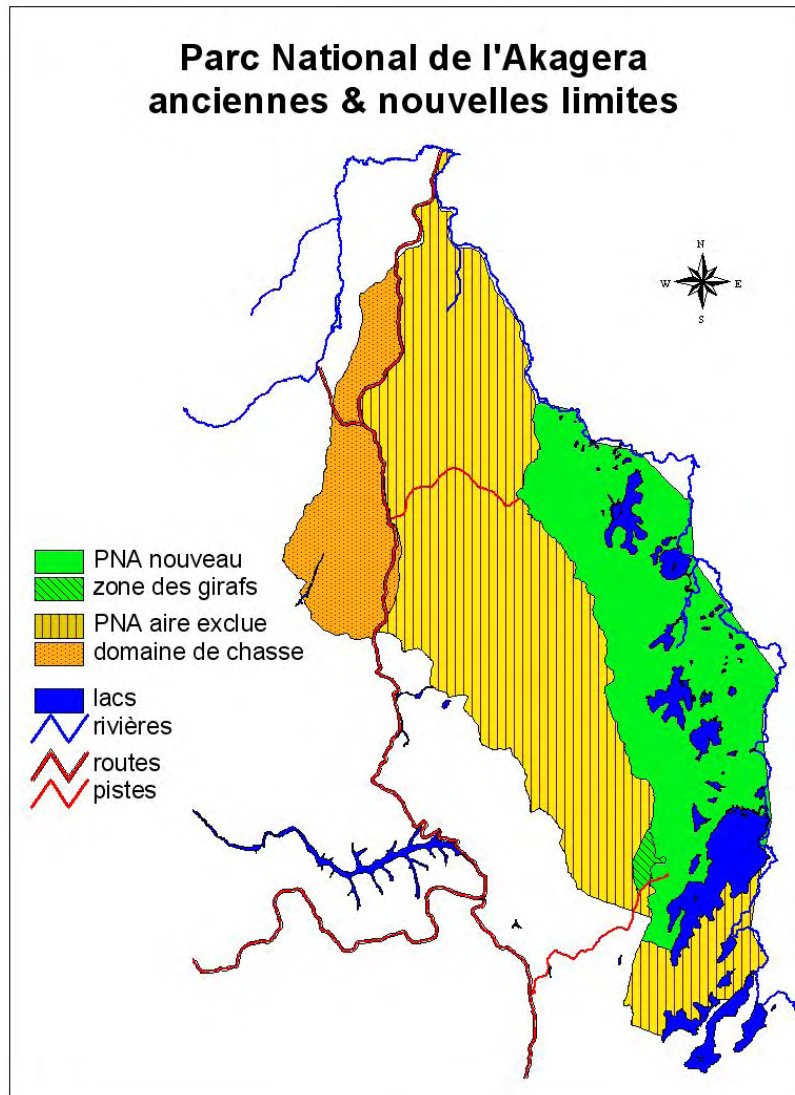 Parc National de l'Akagera
anciennes & nouvelles limites
N
W E
S
PNA nouveau
zone des girafs
PNA aire exclue
domaine de chasse
lacs
rivières
routes
pistes